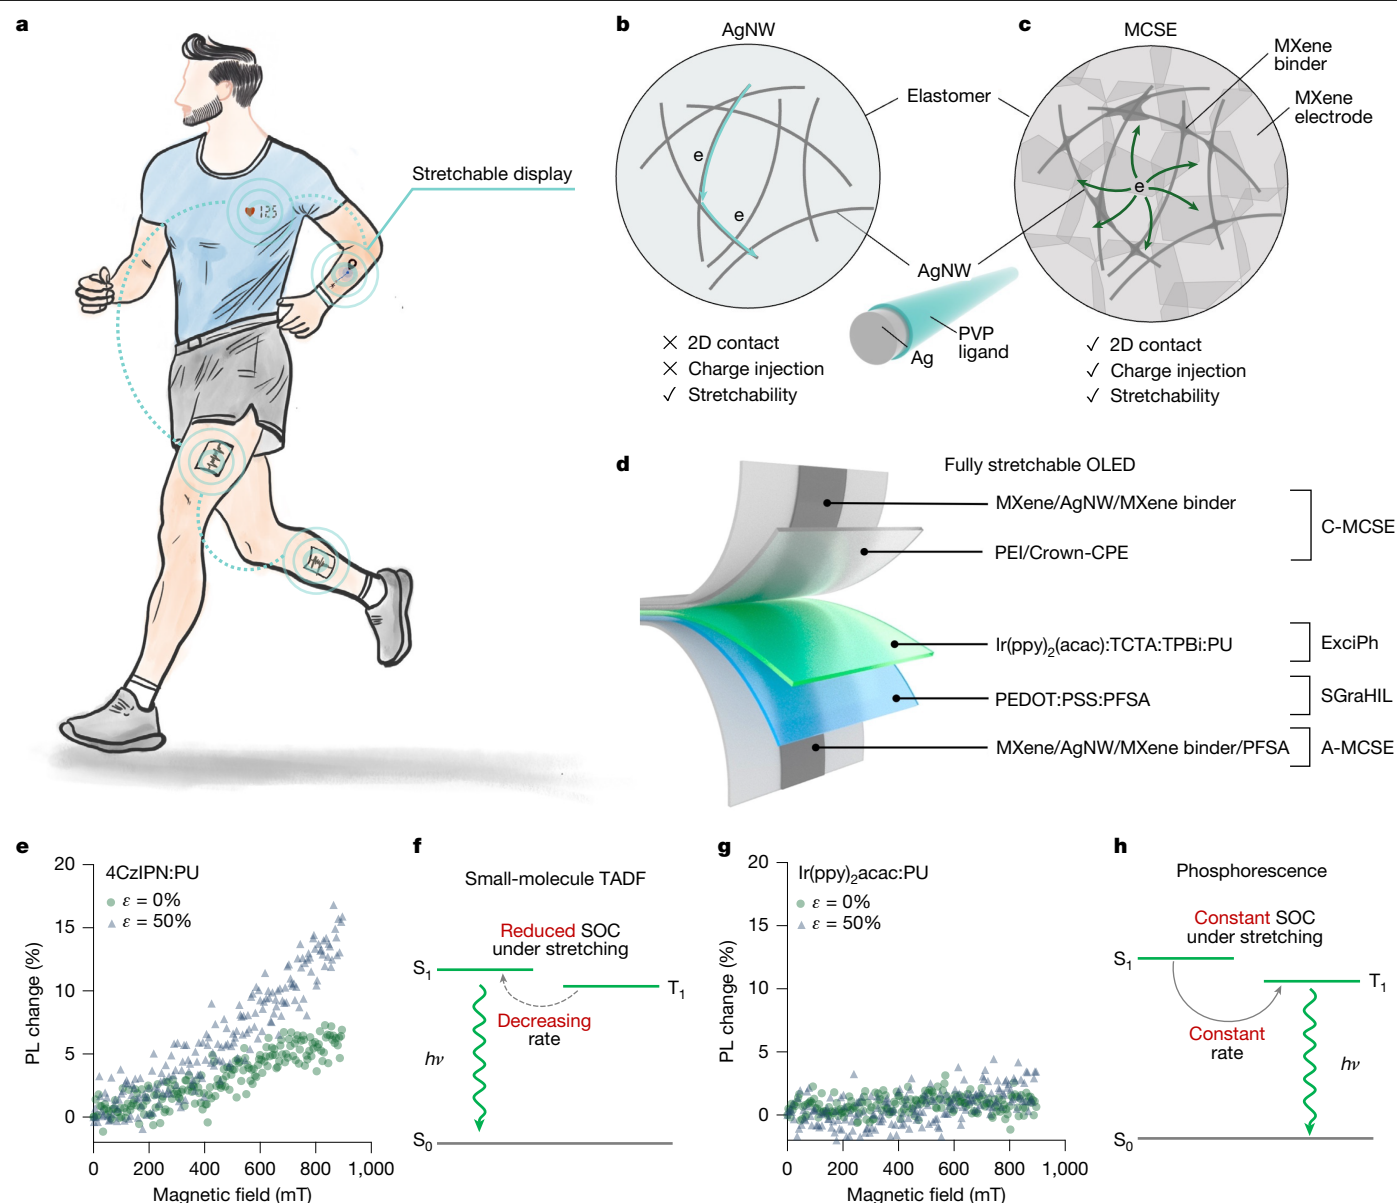 a
125
Stretchable display
b
AgNW
e
e
✕ 2D contact
✕ Charge injection
✓ Stretchability
Elastomer
AgNW
PVP
ligand
Ag
c
MCSE
MXene
binder
MXene
electrode
e
✓ 2D contact
✓ Charge injection
✓ Stretchability
d
Fully stretchable OLED
MXene/AgNW/MXene binder
PEI/Crown-CPE
C-MCSE
Ir(ppy)₂(acac):TCTA:TPBi:PU
ExciPh
PEDOT:PSS:PFSA
SGraHIL
MXene/AgNW/MXene binder/PFSA
A-MCSE
e
4CzIPN:PU
ε = 0%
ε = 50%
PL change (%)
20
15
10
5
0
0 200 400 600 800 1,000
Magnetic field (mT)
f
Small-molecule TADF
Reduced SOC
under stretching
S₁
T₁
Decreasing
rate
hν
S₀
g
Ir(ppy)₂acac:PU
ε = 0%
ε = 50%
PL change (%)
20
15
10
5
0
0 200 400 600 800 1,000
Magnetic field (mT)
h
Phosphorescence
Constant SOC
under stretching
S₁
T₁
Constant
rate
hν
S₀